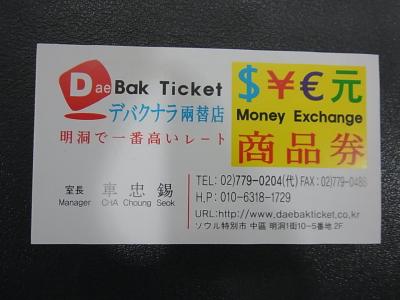 Dae Bak Ticket
デバクナラ 兩替店
明洞で一番高いレート
$ ¥ € 元
Money Exchange
商品券
室長 車忠錫
Manager CHA Choung Seok
TEL: 02)779-0204(代) FAX : 02)779-0486
H.P : 010-6318-1729
URL:http://www.daebakticket.co.kr
ソウル特別市 中區 明洞1街10-5番地 2F